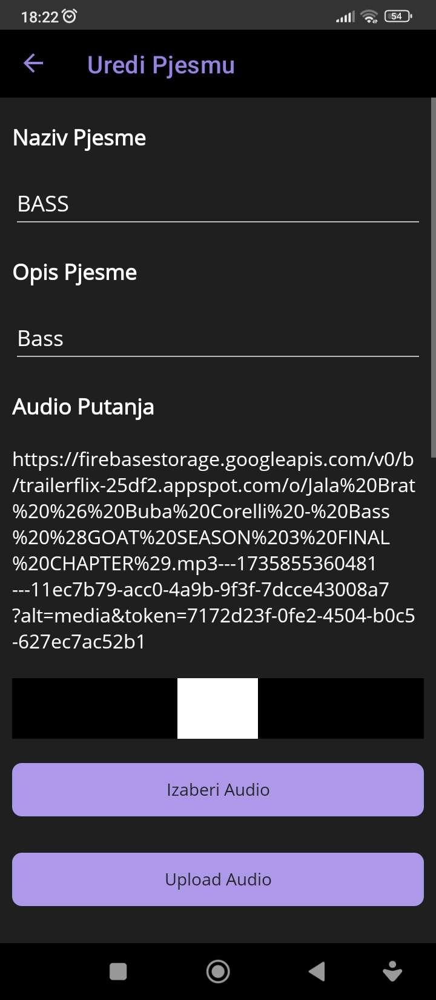 18:22
54
Uredi Pjesmu
Naziv Pjesme
BASS
Opis Pjesme
Bass
Audio Putanja
https://firebasestorage.googleapis.com/v0/b
/trailerflix-25df2.appspot.com/o/Jala%20Brat
%20%26%20Buba%20Corelli%20-%20Bass
%20%28GOAT%20SEASON%203%20FINAL
%20CHAPTER%29.mp3---1735855360481
---11ec7b79-acc0-4a9b-9f3f-7dcce43008a7
?alt=media&token=7172d23f-0fe2-4504-b0c5
-627ec7ac52b1
Izaberi Audio
Upload Audio